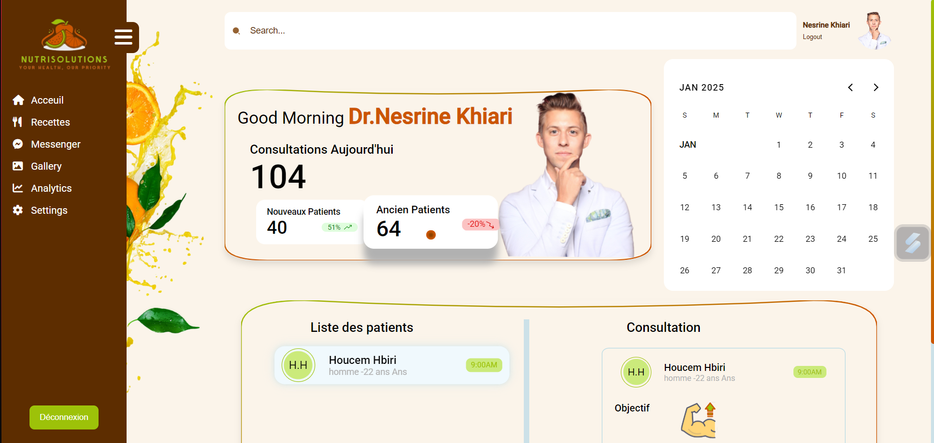 NUTRISOLUTIONS
YOUR HEALTH, OUR PRIORITY
Acceuil
Recettes
Messenger
Gallery
Analytics
Settings
Déconnexion
Search...
Nesrine Khiari
Logout
Good Morning Dr.Nesrine Khiari
Consultations Aujourd'hui
104
Nouveaux Patients
40
51%
Ancien Patients
64
-20%
JAN 2025
S M T W T F S
JAN 1 2 3 4
5 6 7 8 9 10 11
12 13 14 15 16 17 18
19 20 21 22 23 24 25
26 27 28 29 30 31
Liste des patients
H.H
Houcem Hbiri
homme -22 ans Ans
9:00AM
Consultation
H.H
Houcem Hbiri
homme -22 ans Ans
9:00AM
Objectif